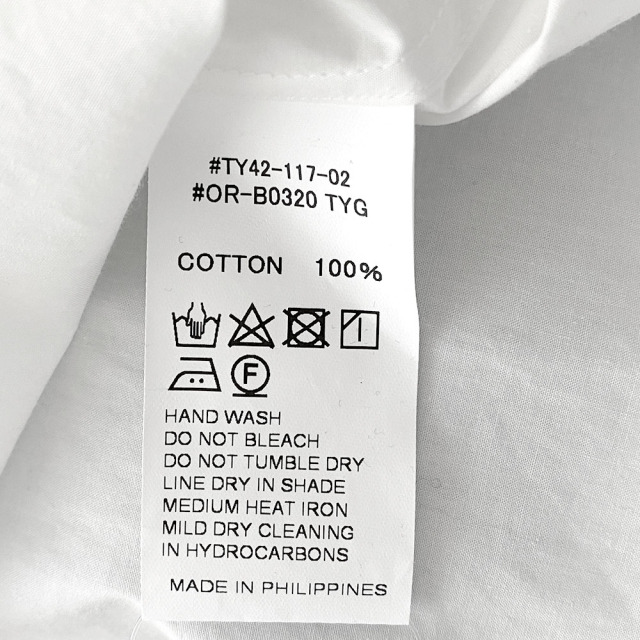 #TY42-117-02
#OR-B0320 TYG
COTTON 100%
F
HAND WASH
DO NOT BLEACH
DO NOT TUMBLE DRY
LINE DRY IN SHADE
MEDIUM HEAT IRON
MILD DRY CLEANING
IN HYDROCARBONS
MADE IN PHILIPPINES